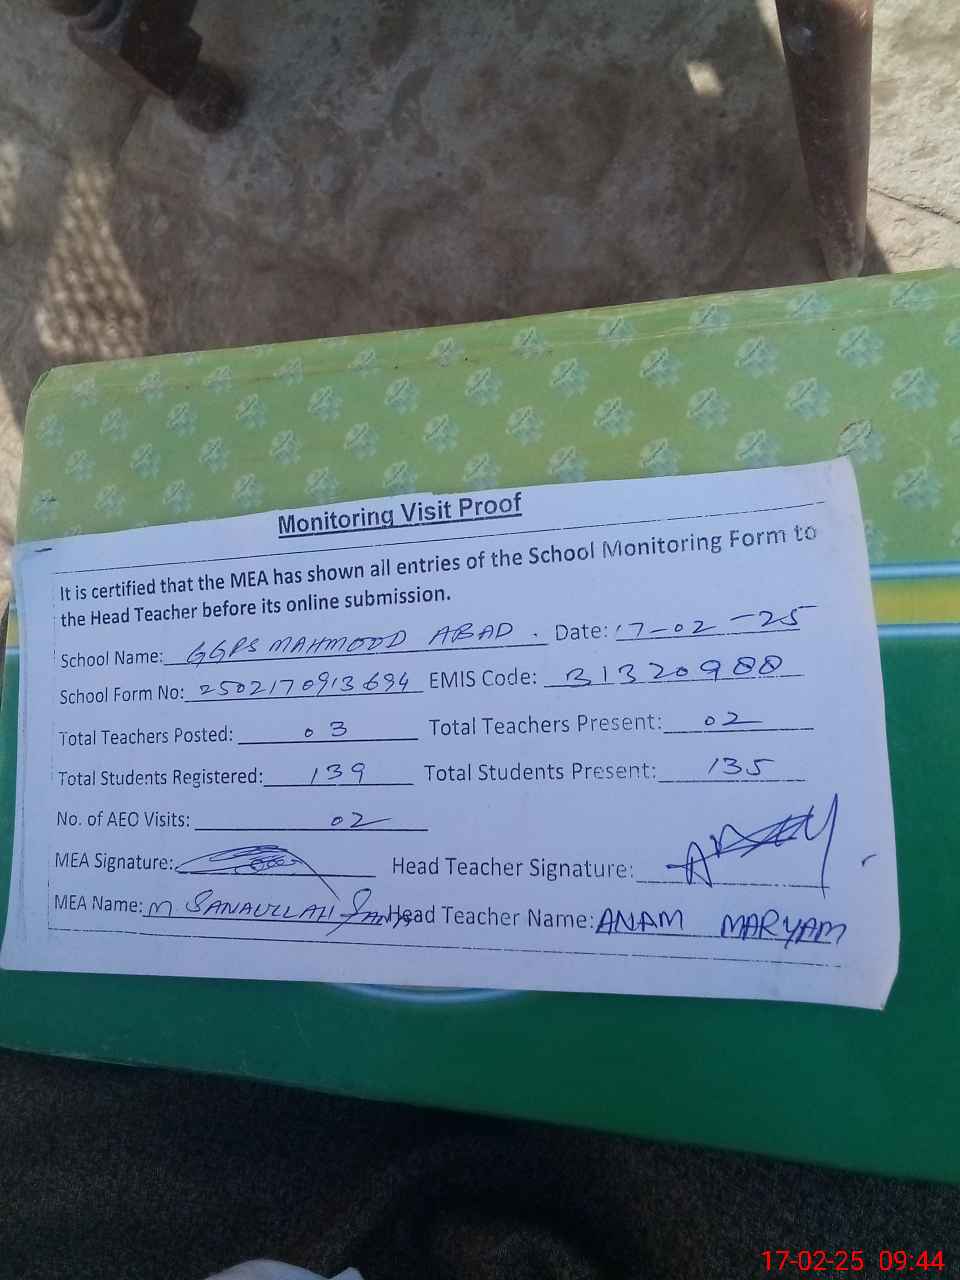 Monitoring Visit Proof
It is certified that the MEA has shown all entries of the School Monitoring Form to
the Head Teacher before its online submission.
School Name: GGPS MAHMOOD ABAD . Date: 17-02-25
School Form No: 2502170913694 EMIS Code: 31320988
Total Teachers Posted: 03 Total Teachers Present: 02
Total Students Registered: 139 Total Students Present: 135
No. of AEO Visits: 02
MEA Signature: Head Teacher Signature:
MEA Name: M SANAULLAH Head Teacher Name: ANAM MARYAM
17-02-25 09:44